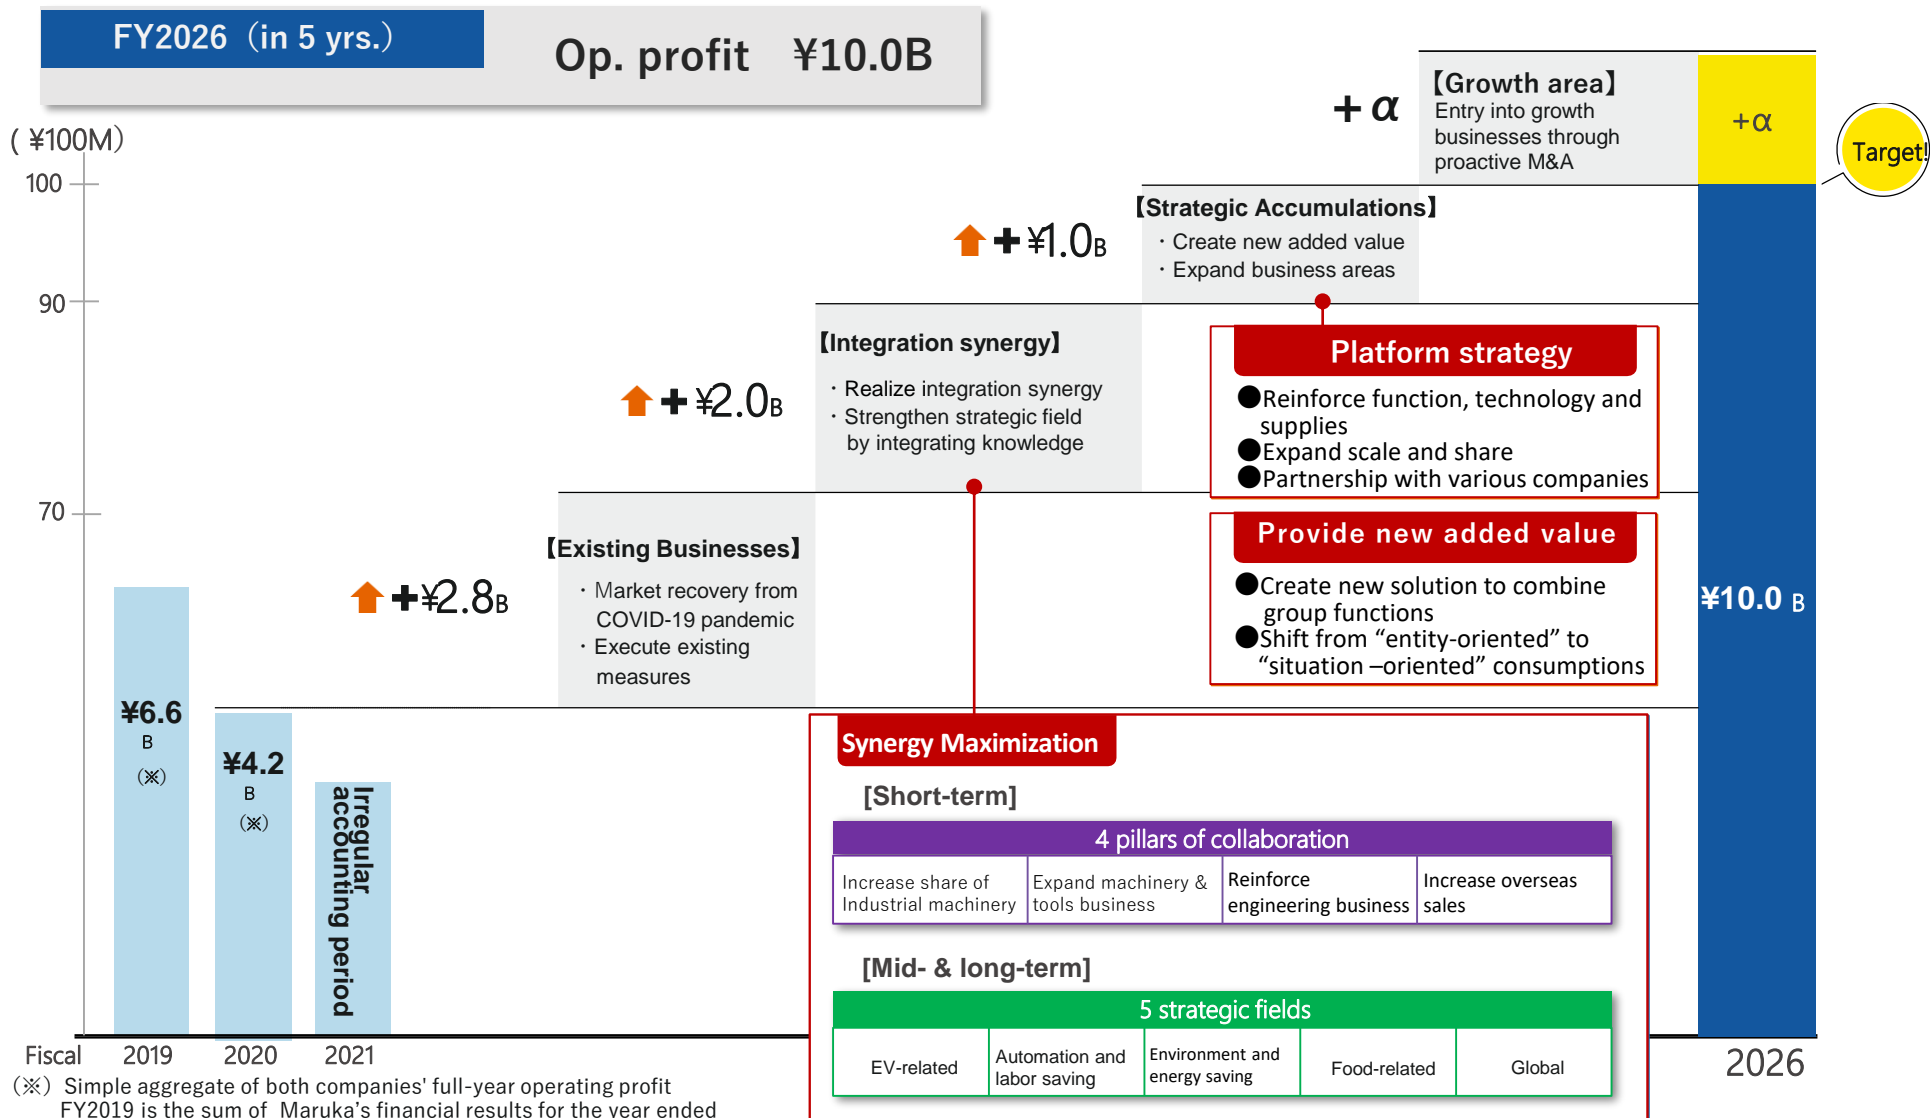 FY2026（in 5 yrs.）
Op. profit ¥10.0B
( ¥100M)
100
90
70
+α
【Growth area】
Entry into growth
businesses through
proactive M&A
+α
Target!
+ ¥1.0B
【Strategic Accumulations】
・Create new added value
・Expand business areas
+ ¥2.0B
【Integration synergy】
・Realize integration synergy
・Strengthen strategic field
by integrating knowledge
+¥2.8B
【Existing Businesses】
・Market recovery from
COVID-19 pandemic
・Execute existing
measures
Platform strategy
●Reinforce function, technology and
supplies
●Expand scale and share
●Partnership with various companies
Provide new added value
●Create new solution to combine
group functions
●Shift from “entity-oriented” to
“situation –oriented” consumptions
¥10.0 B
¥6.6
B
（※）
¥4.2
B
（※）
Irregular
accounting period
Synergy Maximization
[Short-term]
4 pillars of collaboration
Increase share of
Industrial machinery
Expand machinery &
tools business
Reinforce
engineering business
Increase overseas
sales
[Mid- & long-term]
5 strategic fields
EV-related
Automation and
labor saving
Environment and
energy saving
Food-related
Global
Fiscal 2019 2020 2021
2026
（※）Simple aggregate of both companies' full-year operating profit
FY2019 is the sum of Maruka’s financial results for the year ended